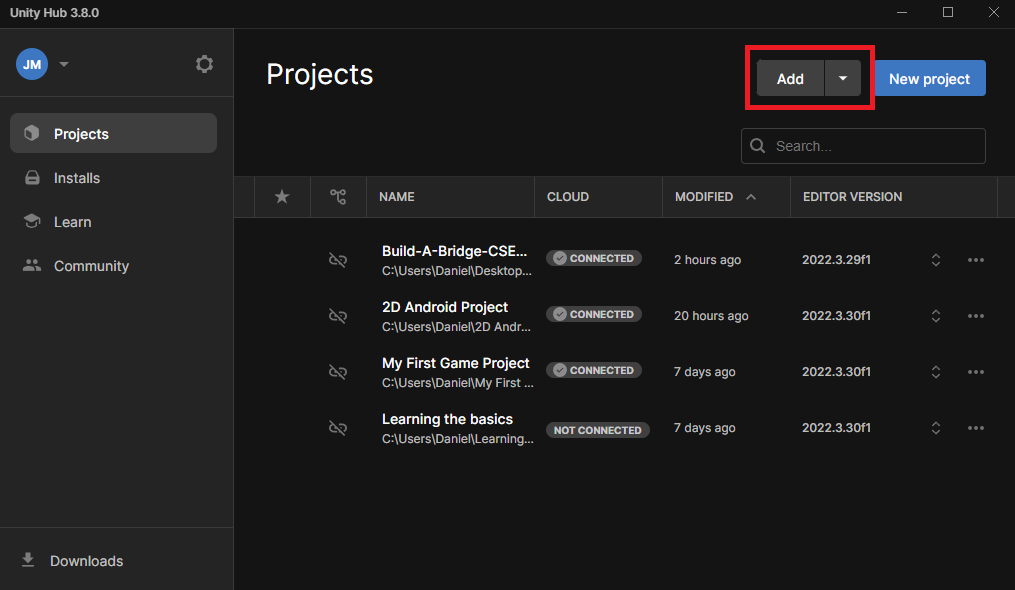 Unity Hub 3.8.0
JM
Projects
Installs
Learn
Community
Downloads
Projects
Add
New project
Search...
NAME CLOUD MODIFIED EDITOR VERSION
Build-A-Bridge-CSE... CONNECTED 2 hours ago 2022.3.29f1
C:\Users\Daniel\Desktop...
2D Android Project CONNECTED 20 hours ago 2022.3.30f1
C:\Users\Daniel\2D Andr...
My First Game Project CONNECTED 7 days ago 2022.3.30f1
C:\Users\Daniel\My First ...
Learning the basics NOT CONNECTED 7 days ago 2022.3.30f1
C:\Users\Daniel\Learning...